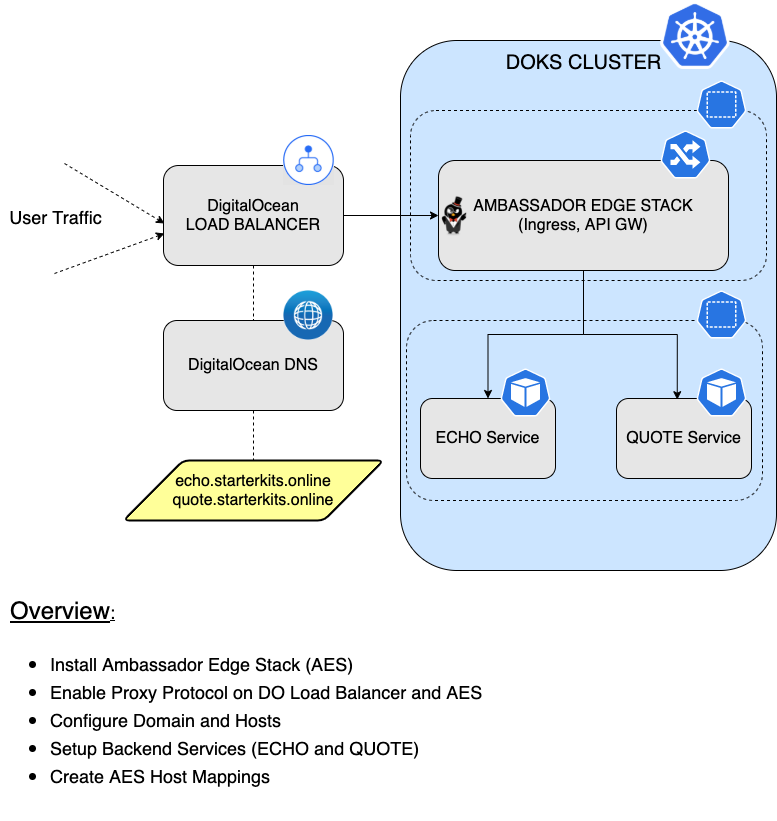 DOKS CLUSTER
DigitalOcean
LOAD BALANCER
User Traffic
AMBASSADOR EDGE STACK
(Ingress, API GW)
DigitalOcean DNS
ECHO Service
QUOTE Service
echo.starterkits.online
quote.starterkits.online
Overview:
• Install Ambassador Edge Stack (AES)
• Enable Proxy Protocol on DO Load Balancer and AES
• Configure Domain and Hosts
• Setup Backend Services (ECHO and QUOTE)
• Create AES Host Mappings